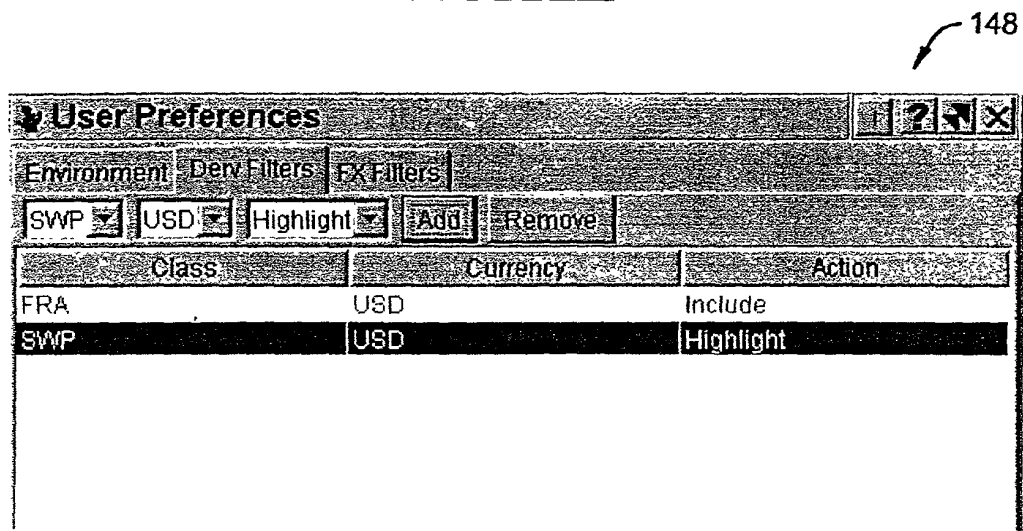 148
User Preferences
Environment Derv Filters FX Filters
SWP USD Highlight Add Remove
Class Currency Action
FRA USD Include
SWP USD Highlight